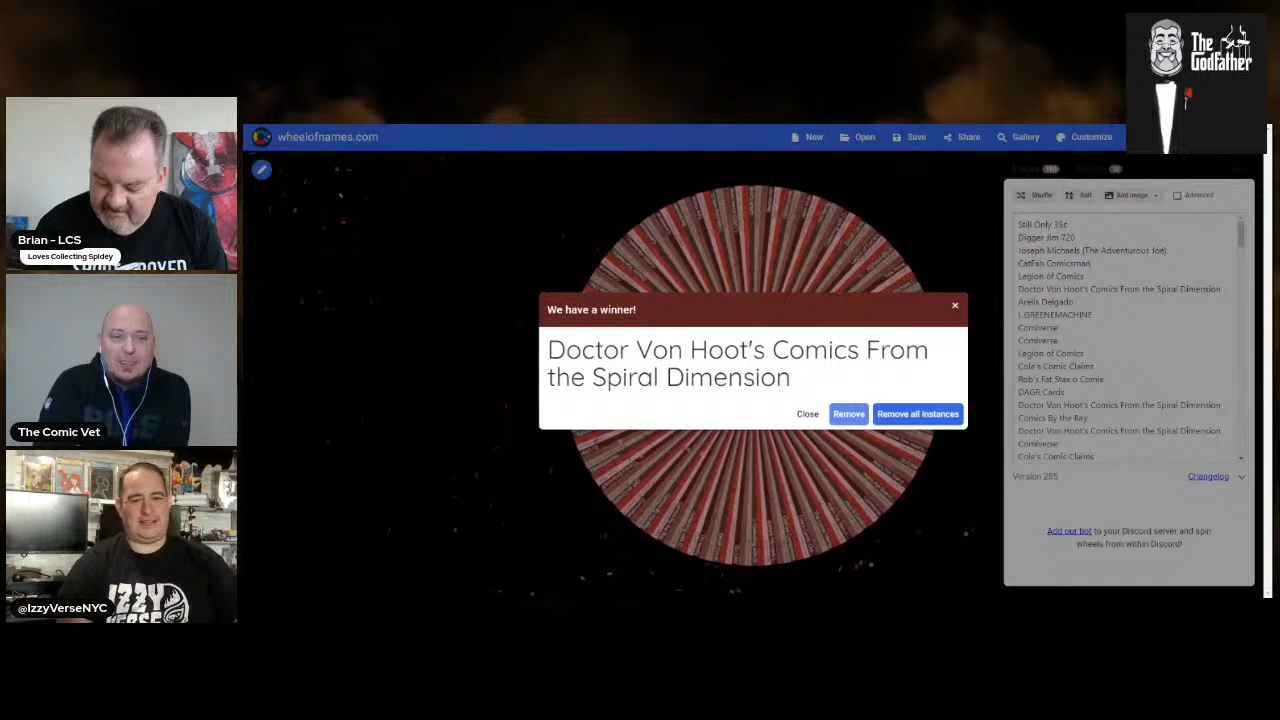 The
Godfather
wheelofnames.com
New
Open
Save
Share
Gallery
Customize
Shuffle
Sort
Add image
Advanced
Still Only 35c
Digger Jim 720
Joseph Michaels (The Adventurous Joe)
CatFan Comicsman
Legion of Comics
Doctor Von Hoot's Comics From the Spiral Dimension
Arelis Delgado
L.GREENEMACHINE
Comiverse
Comiverse
Legion of Comics
Cole's Comic Claims
Rob's Fat Stax o Comix
DAGR Cards
Doctor Von Hoot's Comics From the Spiral Dimension
Comics By the Bay
Doctor Von Hoot's Comics From the Spiral Dimension
Comiverse
Cole's Comic Claims
Version 285
Changelog
Add our bot to your Discord server and spin
wheels from within Discord!
We have a winner!
×
Doctor Von Hoot's Comics From
the Spiral Dimension
Close
Remove
Remove all instances
Brian - LCS
Loves Collecting Spidey
The Comic Vet
IZZY
VERSE
@IzzyVerseNYC